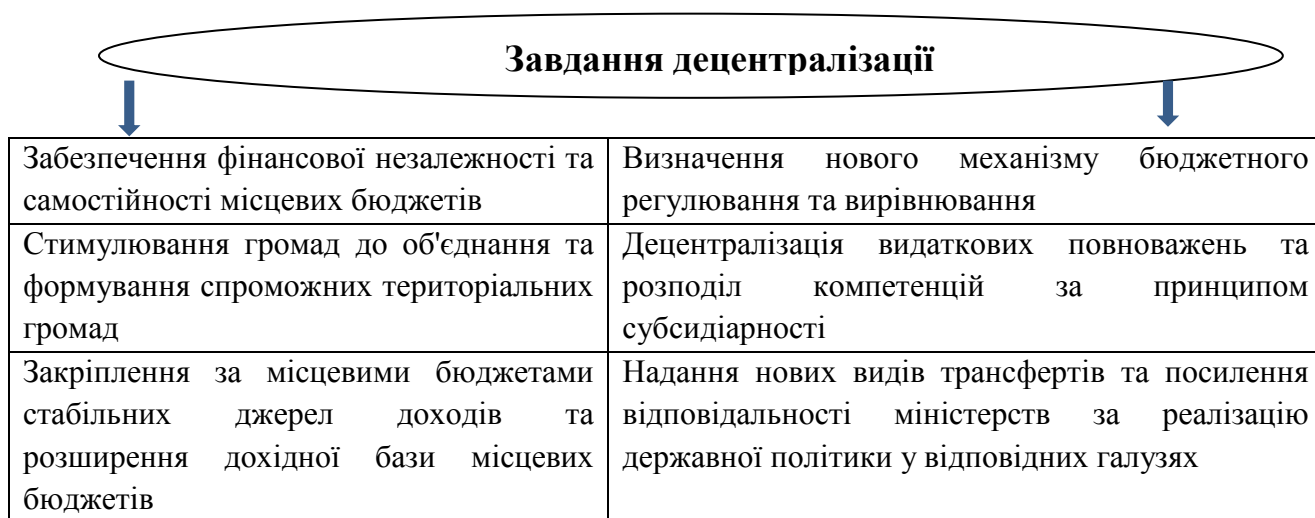 Завдання децентралізації
Забезпечення фінансової незалежності та
самостійності місцевих бюджетів
Визначення нового механізму бюджетного
регулювання та вирівнювання
Стимулювання громад до об'єднання та
формування спроможних територіальних
громад
Децентралізація видаткових повноважень та
розподіл компетенцій за принципом
субсидіарності
Закріплення за місцевими бюджетами
стабільних джерел доходів та
розширення дохідної бази місцевих
бюджетів
Надання нових видів трансфертів та посилення
відповідальності міністерств за реалізацію
державної політики у відповідних галузях